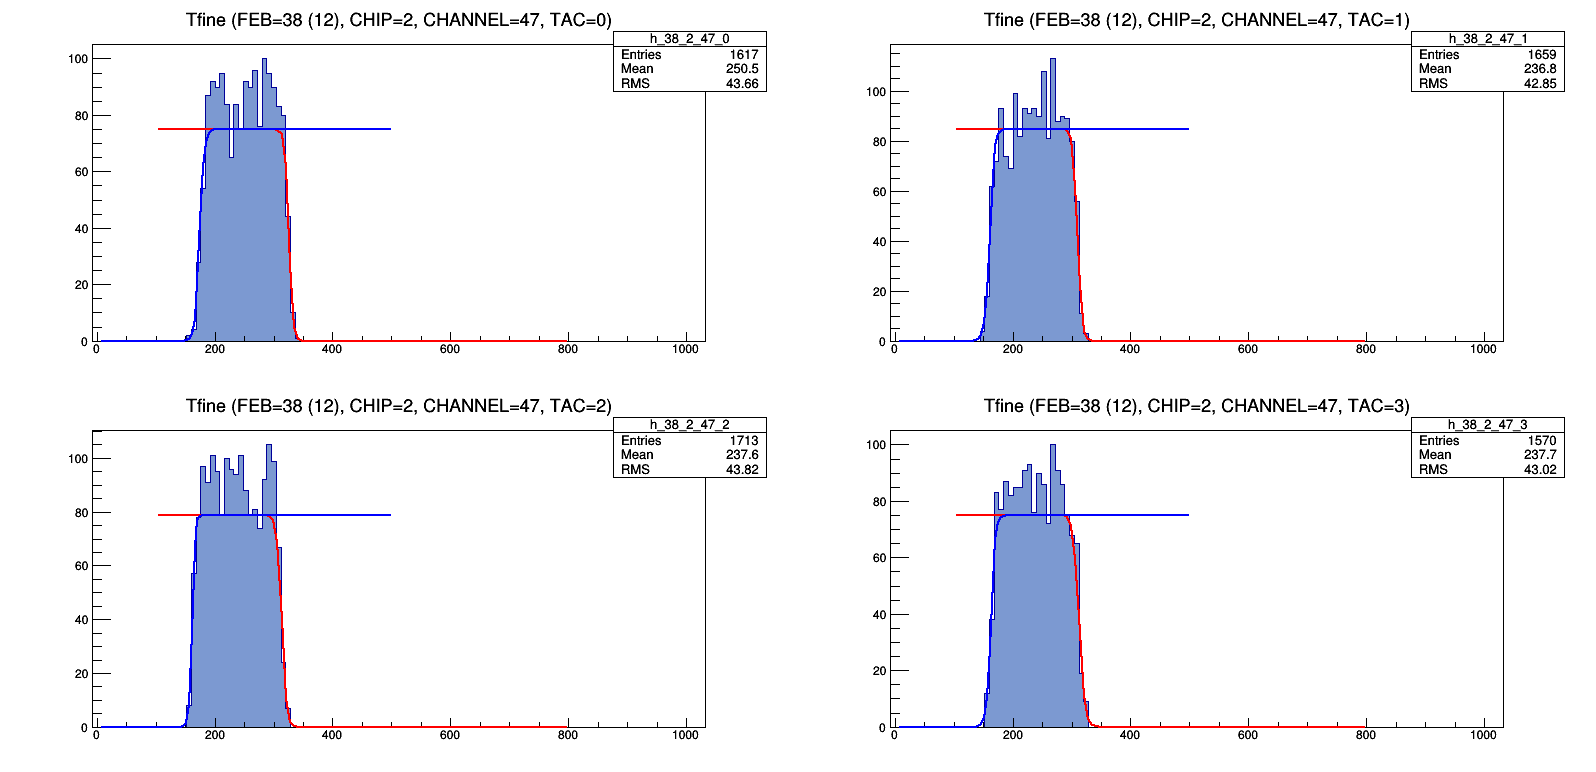 Tfine (FEB=38 (12), CHIP=2, CHANNEL=47, TAC=0)
h_38_2_47_0
Entries 1617
Mean 250.5
RMS 43.66
100
80
60
40
20
0
0 200 400 600 800 1000
Tfine (FEB=38 (12), CHIP=2, CHANNEL=47, TAC=1)
h_38_2_47_1
Entries 1659
Mean 236.8
RMS 42.85
100
80
60
40
20
0
0 200 400 600 800 1000
Tfine (FEB=38 (12), CHIP=2, CHANNEL=47, TAC=2)
h_38_2_47_2
Entries 1713
Mean 237.6
RMS 43.82
100
80
60
40
20
0
0 200 400 600 800 1000
Tfine (FEB=38 (12), CHIP=2, CHANNEL=47, TAC=3)
h_38_2_47_3
Entries 1570
Mean 237.7
RMS 43.02
100
80
60
40
20
0
0 200 400 600 800 1000